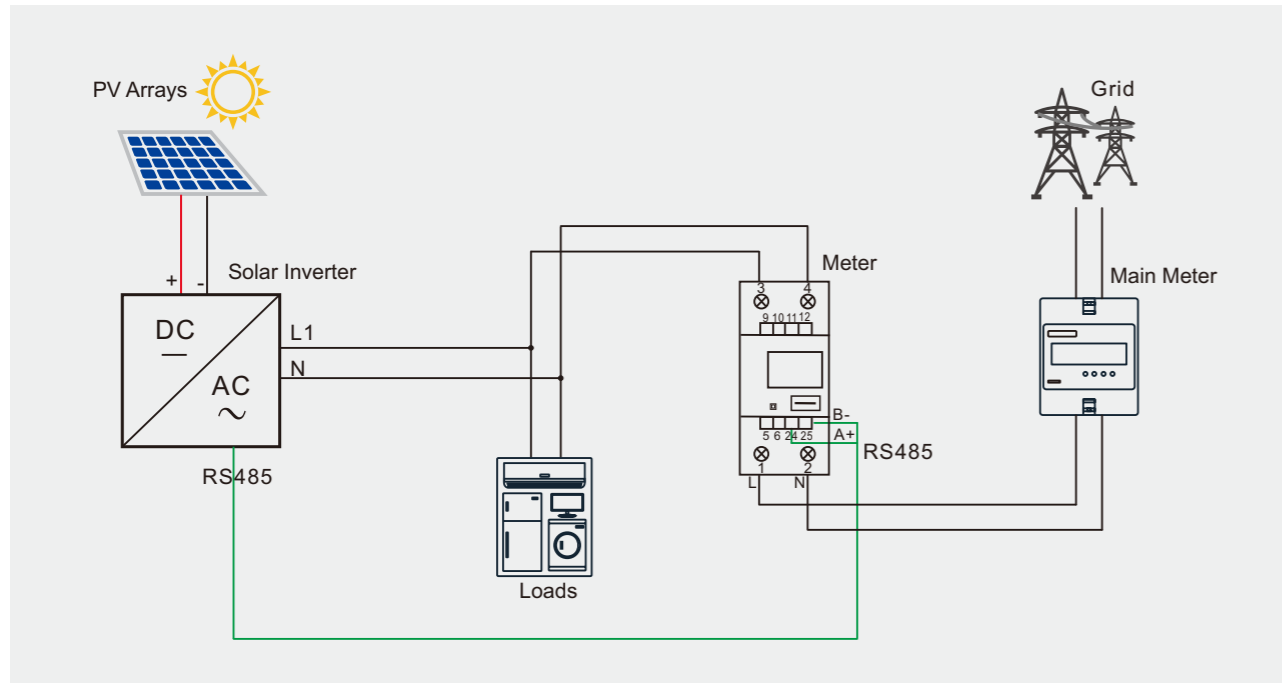 PV Arrays
Grid
Solar Inverter
Meter
Main Meter
+ -
3 4
9 10 11 12
DC
L1
AC
N
B-
5 6 24 25
A+
RS485
RS485
1 2
L N
Loads